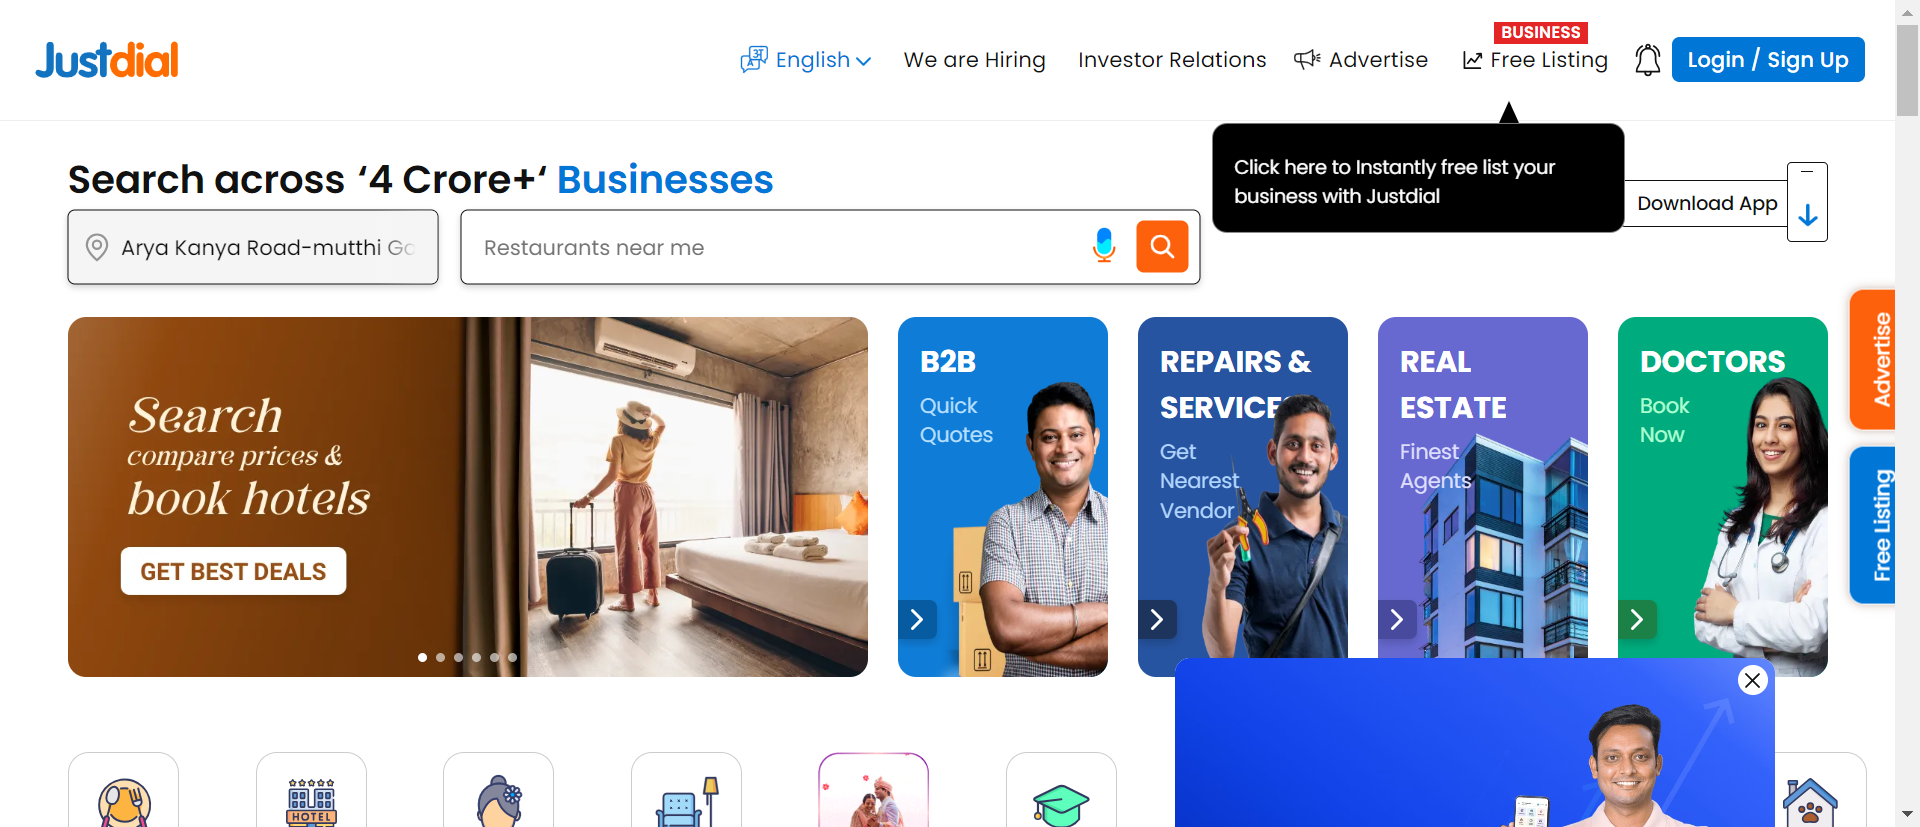 Justdial
English
We are Hiring
Investor Relations
Advertise
BUSINESS
Free Listing
Login / Sign Up
Click here to Instantly free list your
business with Justdial
Search across ‘4 Crore+‘ Businesses
Download App
Arya Kanya Road-mutthi
Restaurants near me
Search
compare prices &
book hotels
GET BEST DEALS
B2B
Quick
Quotes
REPAIRS &
SERVICES
Get
Nearest
Vendor
REAL
ESTATE
Finest
Agents
DOCTORS
Book
Now
Advertise
Free Listing
HOTEL